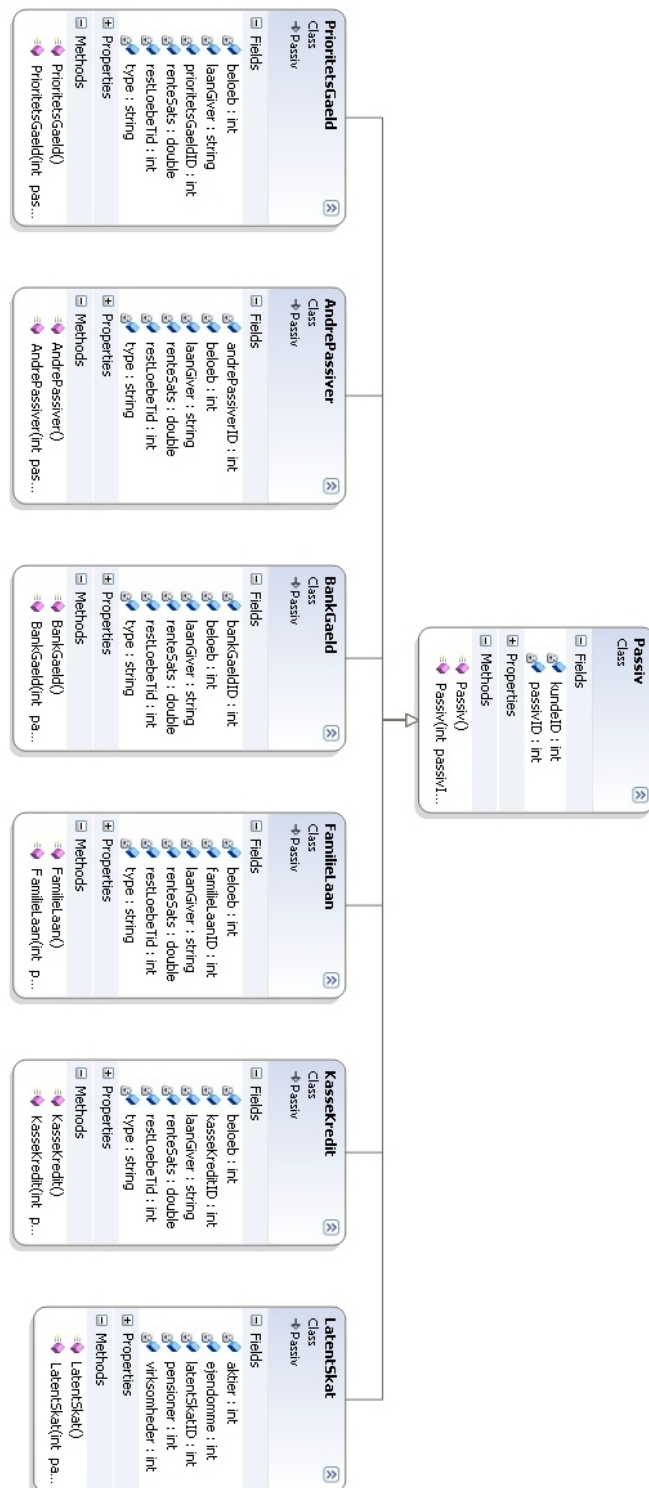 Passiv
Class
Fields
kundeID : int
passivID : int
Properties
Methods
Passiv()
Passiv(int passivI...
PrioritetsGaeld
Class
Passiv
Fields
beloeb : int
laanGiver : string
prioritetsGaeldID : int
renteSats : double
restLoebeTid : int
type : string
Properties
Methods
PrioritetsGaeld()
PrioritetsGaeld(int pas...
AndrePassiver
Class
Passiv
Fields
andrePassiverID : int
beloeb : int
laanGiver : string
renteSats : double
restLoebeTid : int
type : string
Properties
Methods
AndrePassiver()
AndrePassiver(int pas...
BankGaeld
Class
Passiv
Fields
bankGaeldID : int
beloeb : int
laanGiver : string
renteSats : double
restLoebeTid : int
type : string
Properties
Methods
BankGaeld()
BankGaeld(int pa...
FamilieLaan
Class
Passiv
Fields
beloeb : int
familieLaanID : int
laanGiver : string
renteSats : double
restLoebeTid : int
type : string
Properties
Methods
FamilieLaan()
FamilieLaan(int p...
KasseKredit
Class
Passiv
Fields
beloeb : int
kasseKreditID : int
laanGiver : string
renteSats : double
restLoebeTid : int
type : string
Properties
Methods
KasseKredit()
KasseKredit(int p...
LatentSkat
Class
Passiv
Fields
aktier : int
ejendomme : int
latentSkatID : int
pensioner : int
virksomheder : int
Properties
Methods
LatentSkat()
LatentSkat(int pa...